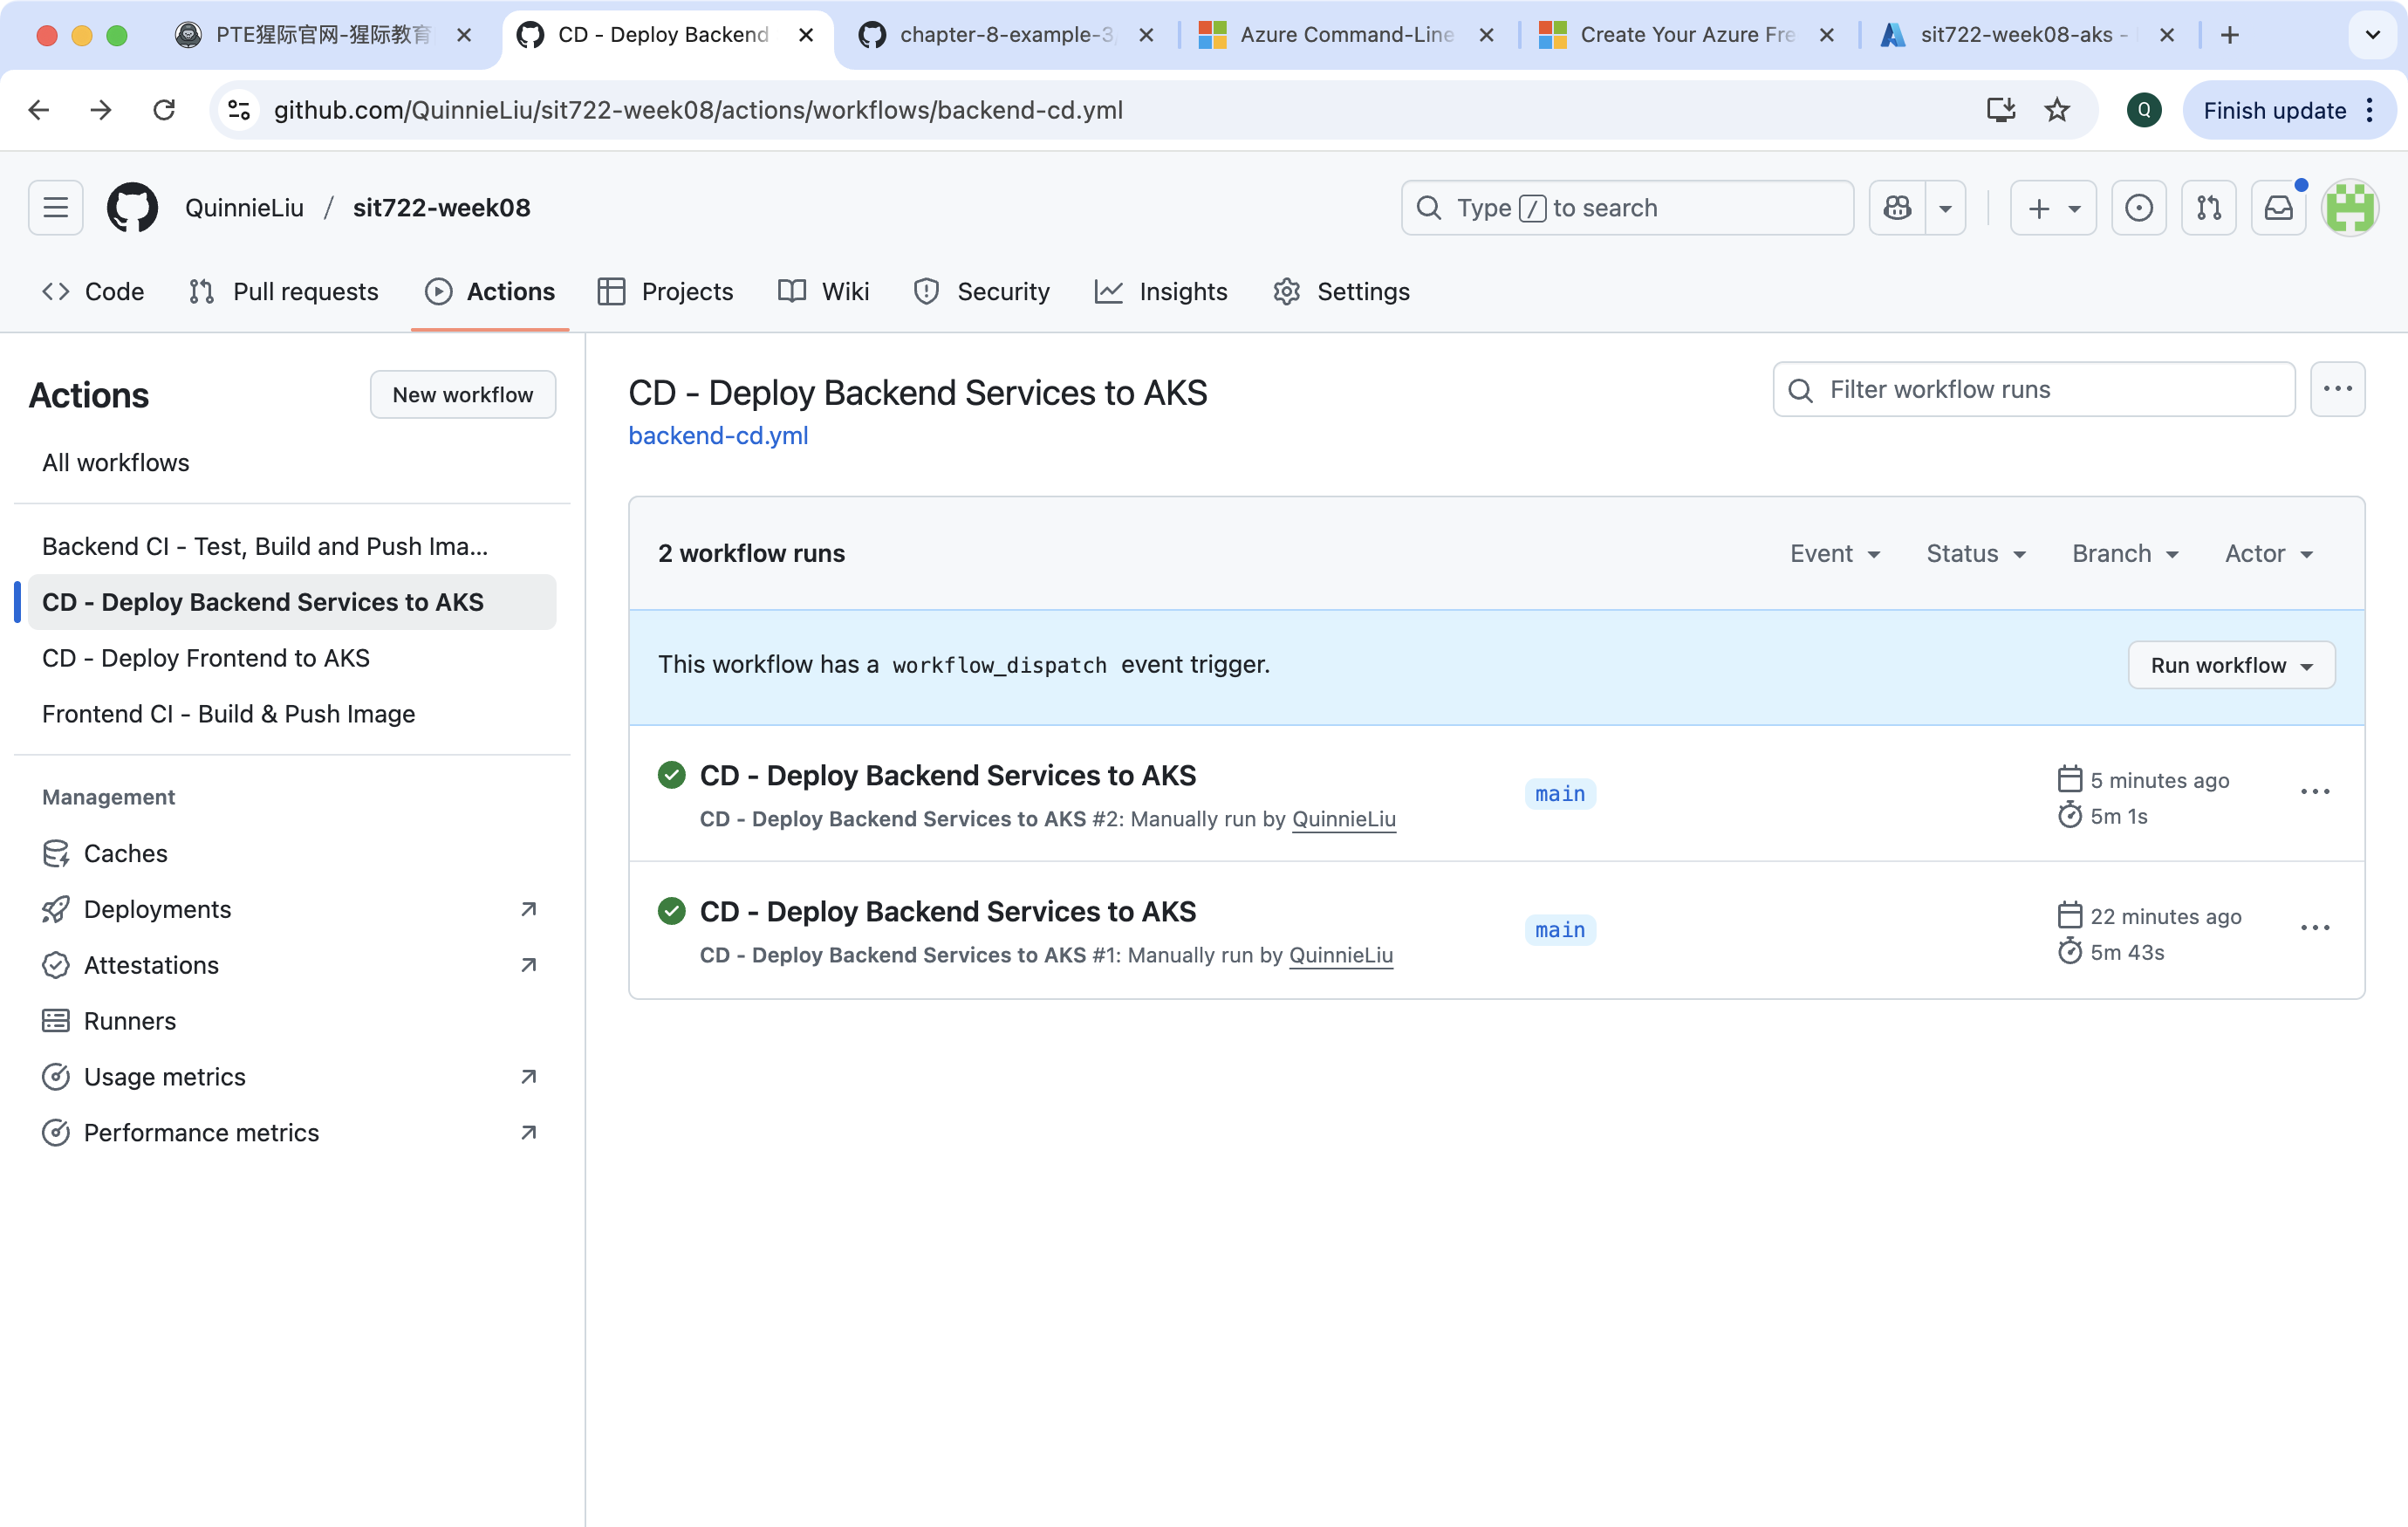 PTE猩际官网-猩际教育
CD - Deploy Backend
chapter-8-example-3
Azure Command-Line
Create Your Azure Fre
sit722-week08-aks -
github.com/QuinnieLiu/sit722-week08/actions/workflows/backend-cd.yml
Q
Finish update
QuinnieLiu / sit722-week08
Type / to search
Code
Pull requests
Actions
Projects
Wiki
Security
Insights
Settings
Actions
New workflow
All workflows
Backend CI - Test, Build and Push Ima...
CD - Deploy Backend Services to AKS
CD - Deploy Frontend to AKS
Frontend CI - Build & Push Image
Management
Caches
Deployments
Attestations
Runners
Usage metrics
Performance metrics
CD - Deploy Backend Services to AKS
backend-cd.yml
Filter workflow runs
2 workflow runs
Event
Status
Branch
Actor
This workflow has a workflow_dispatch event trigger.
Run workflow
CD - Deploy Backend Services to AKS
CD - Deploy Backend Services to AKS #2: Manually run by QuinnieLiu
main
5 minutes ago
5m 1s
CD - Deploy Backend Services to AKS
CD - Deploy Backend Services to AKS #1: Manually run by QuinnieLiu
main
22 minutes ago
5m 43s